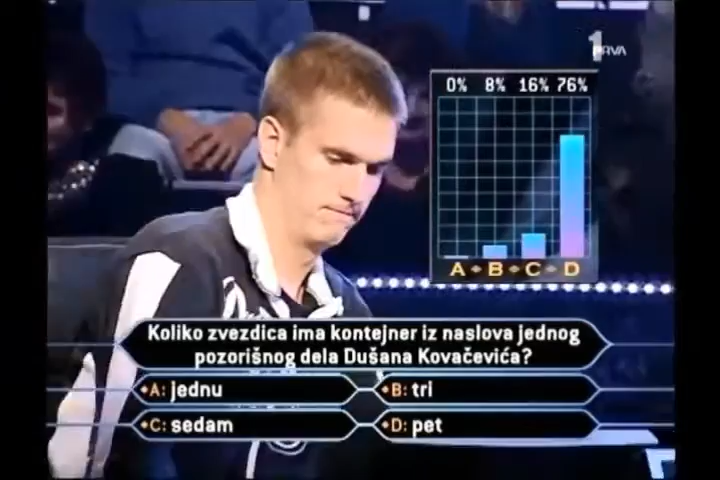 1
PRVA
0% 8% 16% 76%
A B C D
Koliko zvezdica ima kontejner iz naslova jednog
pozorišnog dela Dušana Kovačevića?
A: jednu
B: tri
C: sedam
D: pet